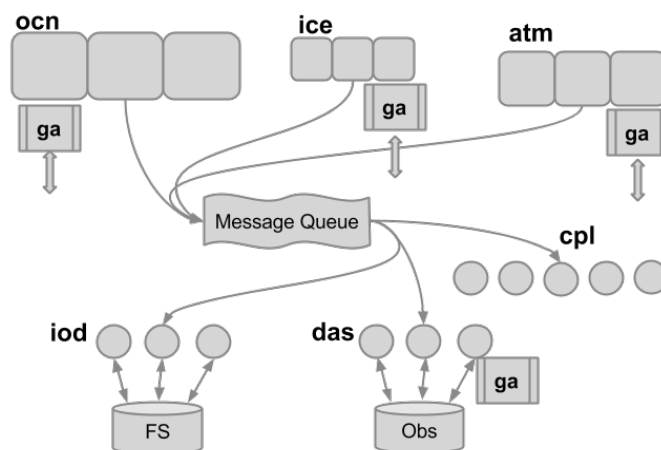 ocn
ice
atm
ga
ga
ga
Message Queue
cpl
iod
das
ga
FS
Obs